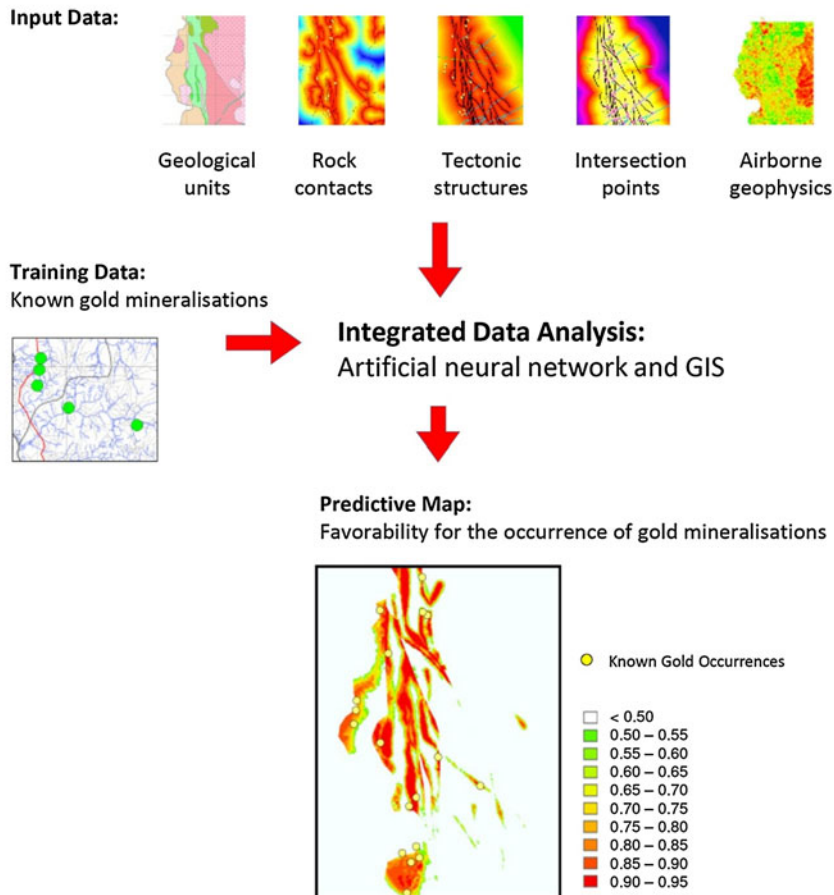 Input Data:
Geological
units
Rock
contacts
Tectonic
structures
Intersection
points
Airborne
geophysics
Training Data:
Known gold mineralisations
Integrated Data Analysis:
Artificial neural network and GIS
Predictive Map:
Favorability for the occurrence of gold mineralisations
Known Gold Occurrences
< 0.50
0.50 – 0.55
0.55 – 0.60
0.60 – 0.65
0.65 – 0.70
0.70 – 0.75
0.75 – 0.80
0.80 – 0.85
0.85 – 0.90
0.90 – 0.95